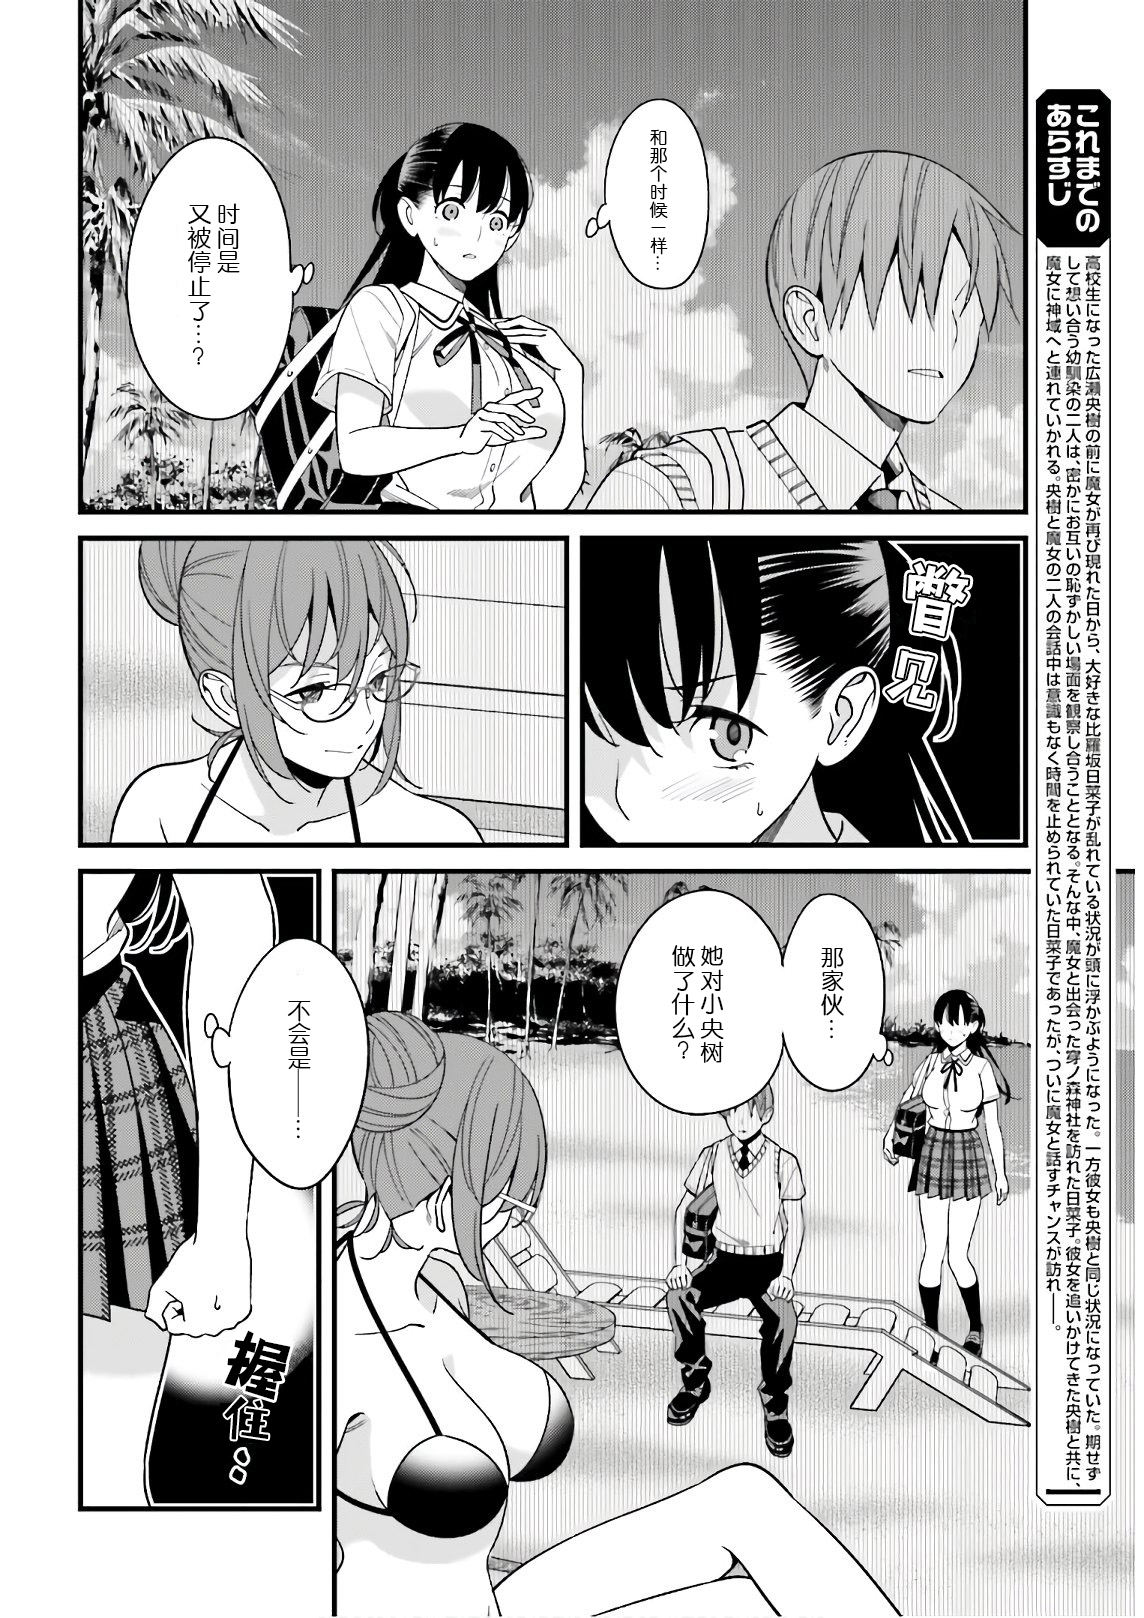 これまでの
あらすじ
高校生になった広瀬央樹の前に魔女が再び現れた日から、大好きな比羅坂日菜子が乱れている状況が頭に浮かぶようになった。一方彼女も央樹と同じ状況になっていた。期せず
して想い合う幼馴染の二人は、密かにお互いの恥ずかしい場面を観察し合うこととなる。そんな中、魔女と出会った穿ノ森神社を訪れた日菜子。彼女を追いかけてきた央樹と共に、
魔女に神域へと連れていかれる。央樹と魔女の二人の会話中は意識もなく時間を止められていた日菜子であったが、ついに魔女と話すチャンスが訪れ――。
和那个时候一样…
时间是
又被停止了…?
瞥见
那家伙…
她对小央树
做了什么?
不会是——……
握住…